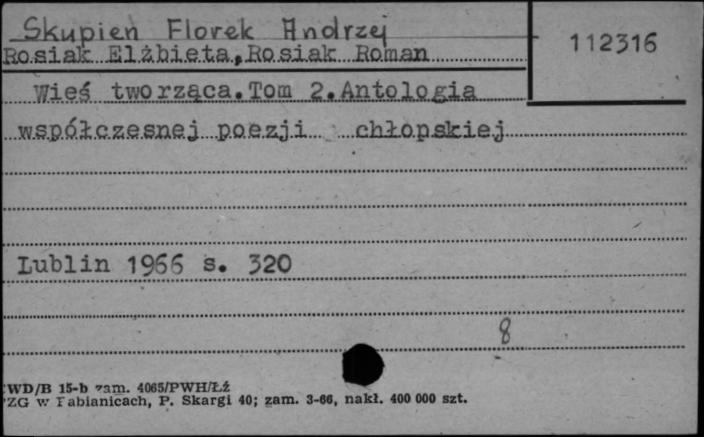 Skupień Florek Andrzej
112316
Rosiak Elżbieta, Rosiak Roman
Wieś tworząca. Tom 2. Antologia
współczesnej poezji chłopskiej
Lublin 1966 s. 320
8
WD/B 15-b zam. 4065/PWH/Łż
ZG w Pabianicach, P. Skargi 40; zam. 3-66, nakł. 400 000 szt.